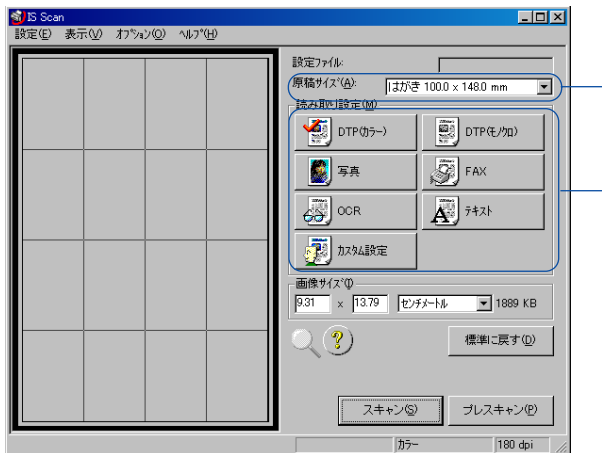 IS Scan
設定(E) 表示(V) オプション(O) ヘルプ(H)
設定ファイル:
原稿サイズ(A): はがき 100.0 x 148.0 mm
読み取り設定(M)
DTP(カラー) DTP(モノクロ)
写真 FAX
OCR テキスト
カスタム設定
画像サイズ(I)
9.31 x 13.79 センチメートル 1889 KB
標準に戻す(D)
スキャン(S) プレスキャン(P)
カラー 180 dpi